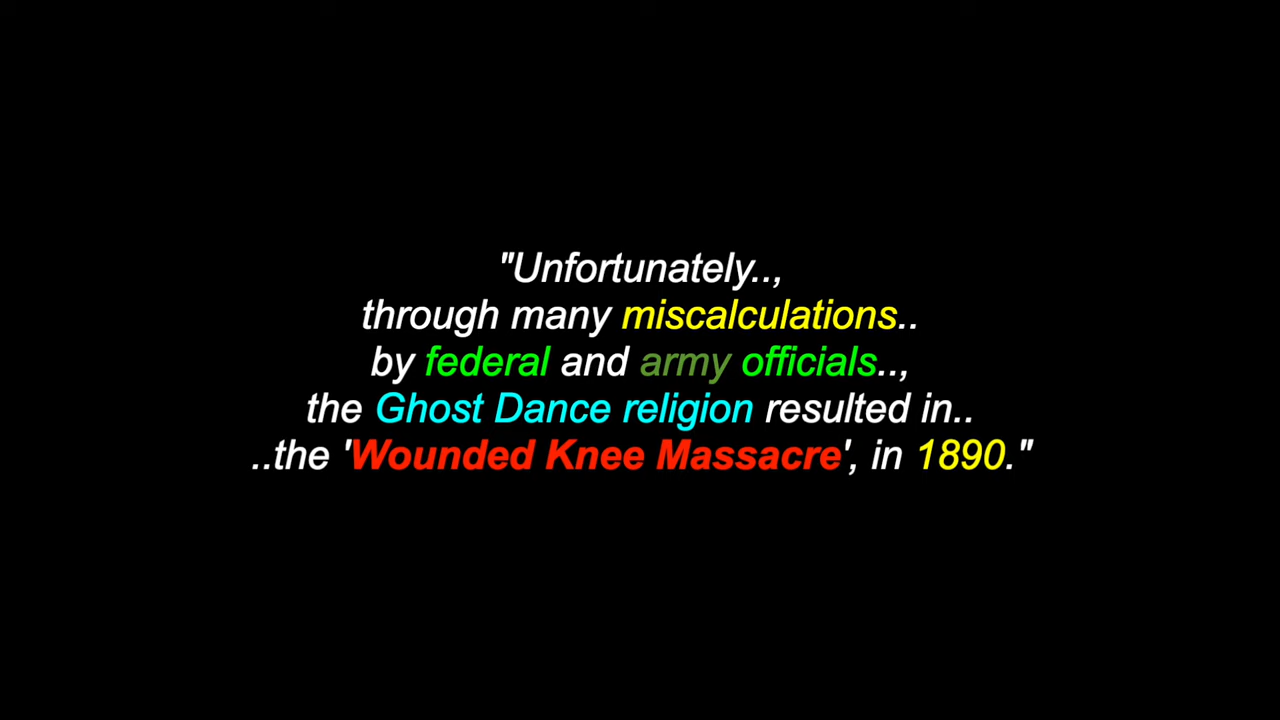 "Unfortunately..,
through many miscalculations..
by federal and army officials..,
the Ghost Dance religion resulted in..
..the 'Wounded Knee Massacre', in 1890."